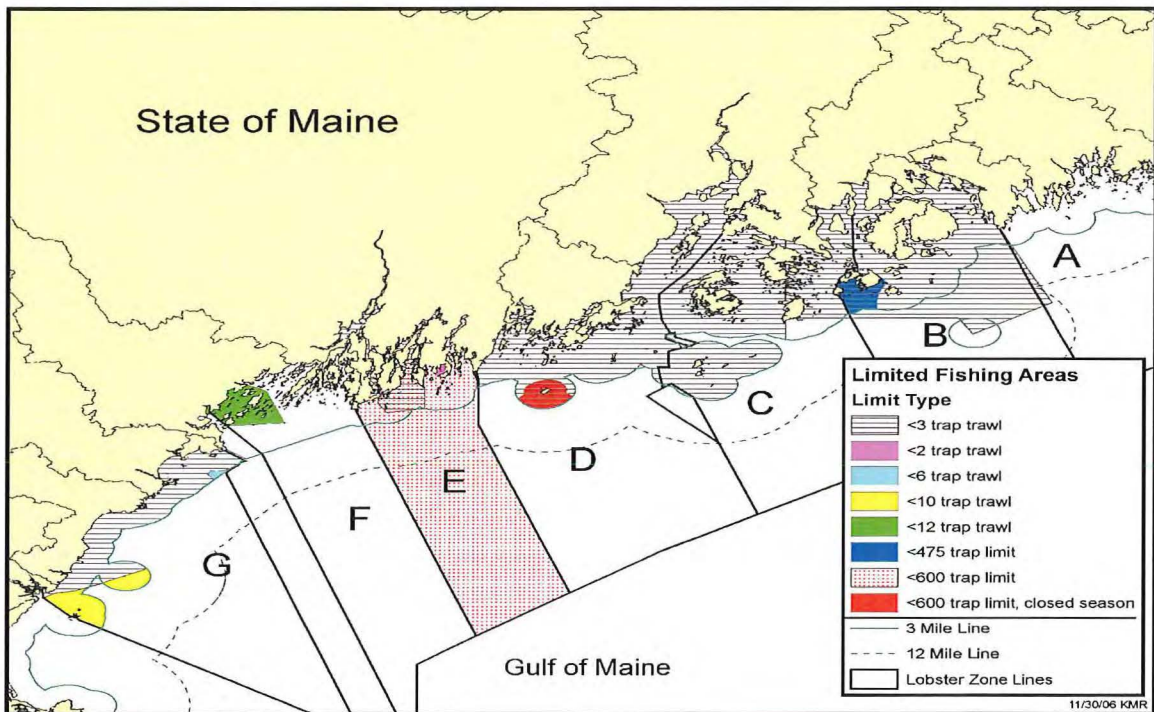 State of Maine
A
B
C
D
E
F
G
Gulf of Maine
Limited Fishing Areas
Limit Type
<3 trap trawl
<2 trap trawl
<6 trap trawl
<10 trap trawl
<12 trap trawl
<475 trap limit
<600 trap limit
<600 trap limit, closed season
3 Mile Line
12 Mile Line
Lobster Zone Lines
11/30/06 KMR